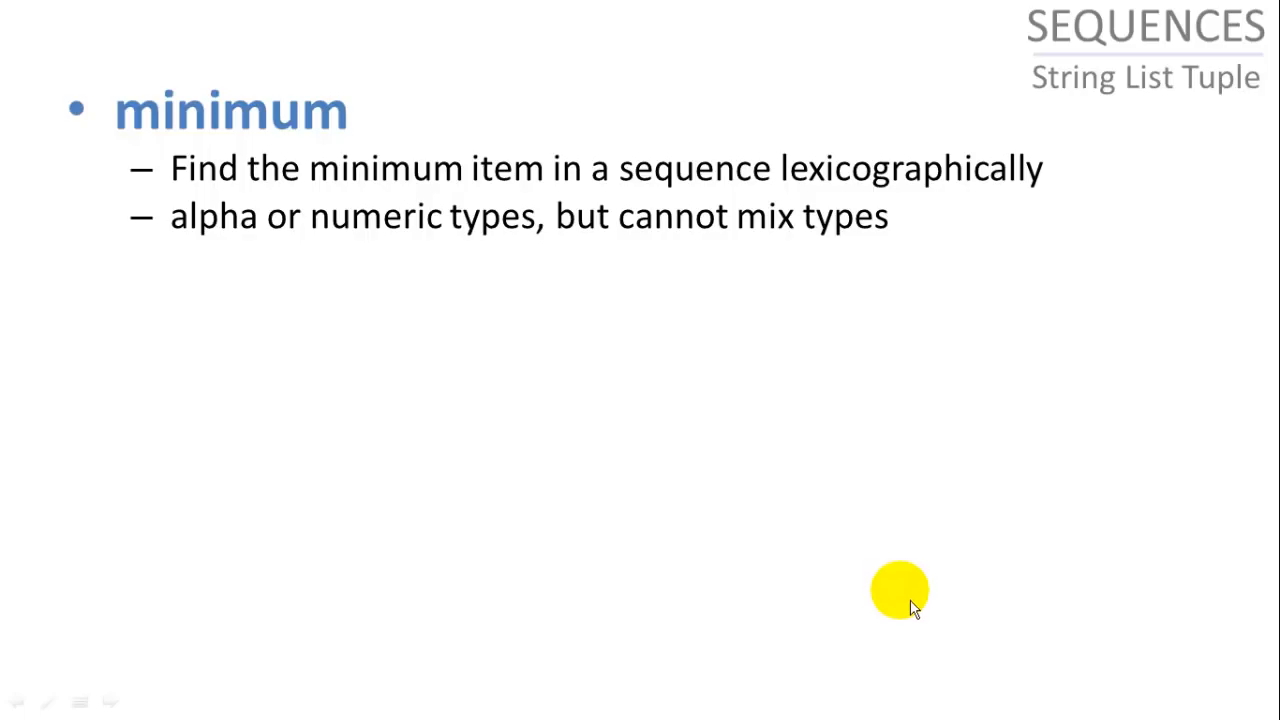 SEQUENCES
String List Tuple
• minimum
– Find the minimum item in a sequence lexicographically
– alpha or numeric types, but cannot mix types